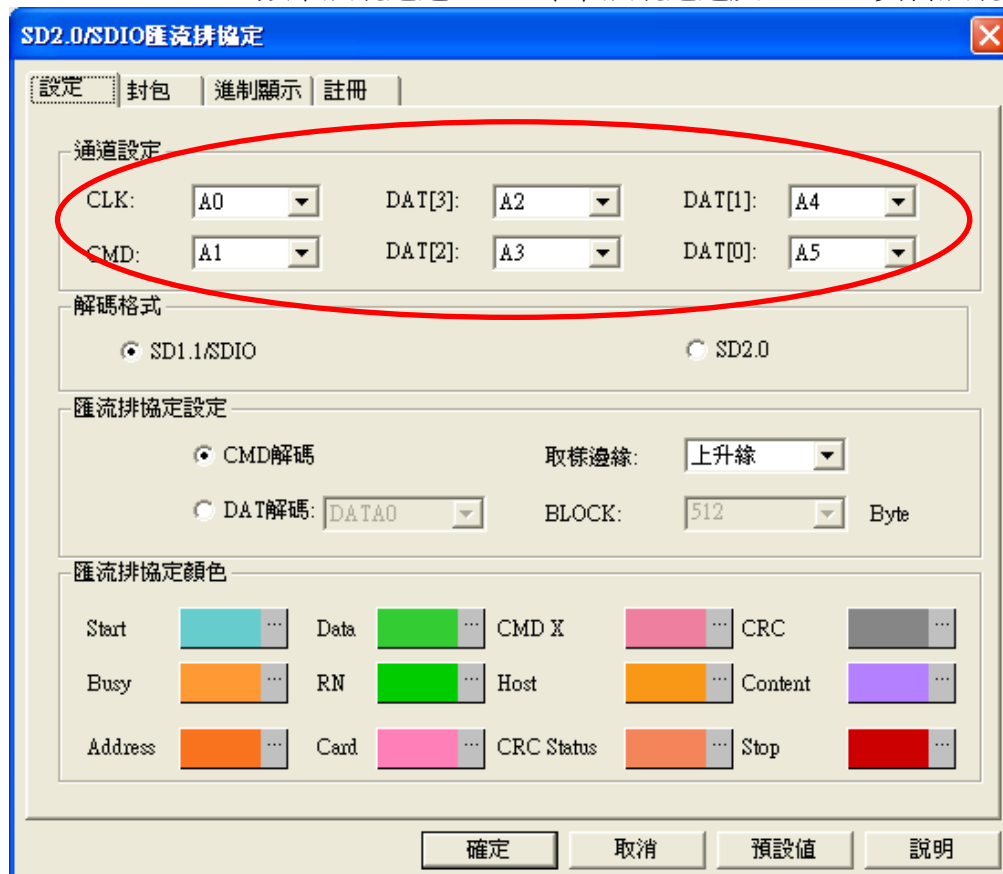 SD2.0/SDIO匯流排協定
設定 封包 進制顯示 註冊
通道設定
CLK: A0 DAT[3]: A2 DAT[1]: A4
CMD: A1 DAT[2]: A3 DAT[0]: A5
解碼格式
SD1.1/SDIO SD2.0
匯流排協定設定
CMD解碼 取樣邊緣: 上升緣
DAT解碼: DATA0 BLOCK: 512 Byte
匯流排協定顏色
Start ... Data ... CMD X ... CRC ...
Busy ... RN ... Host ... Content ...
Address ... Card ... CRC Status ... Stop ...
確定 取消 預設值 說明